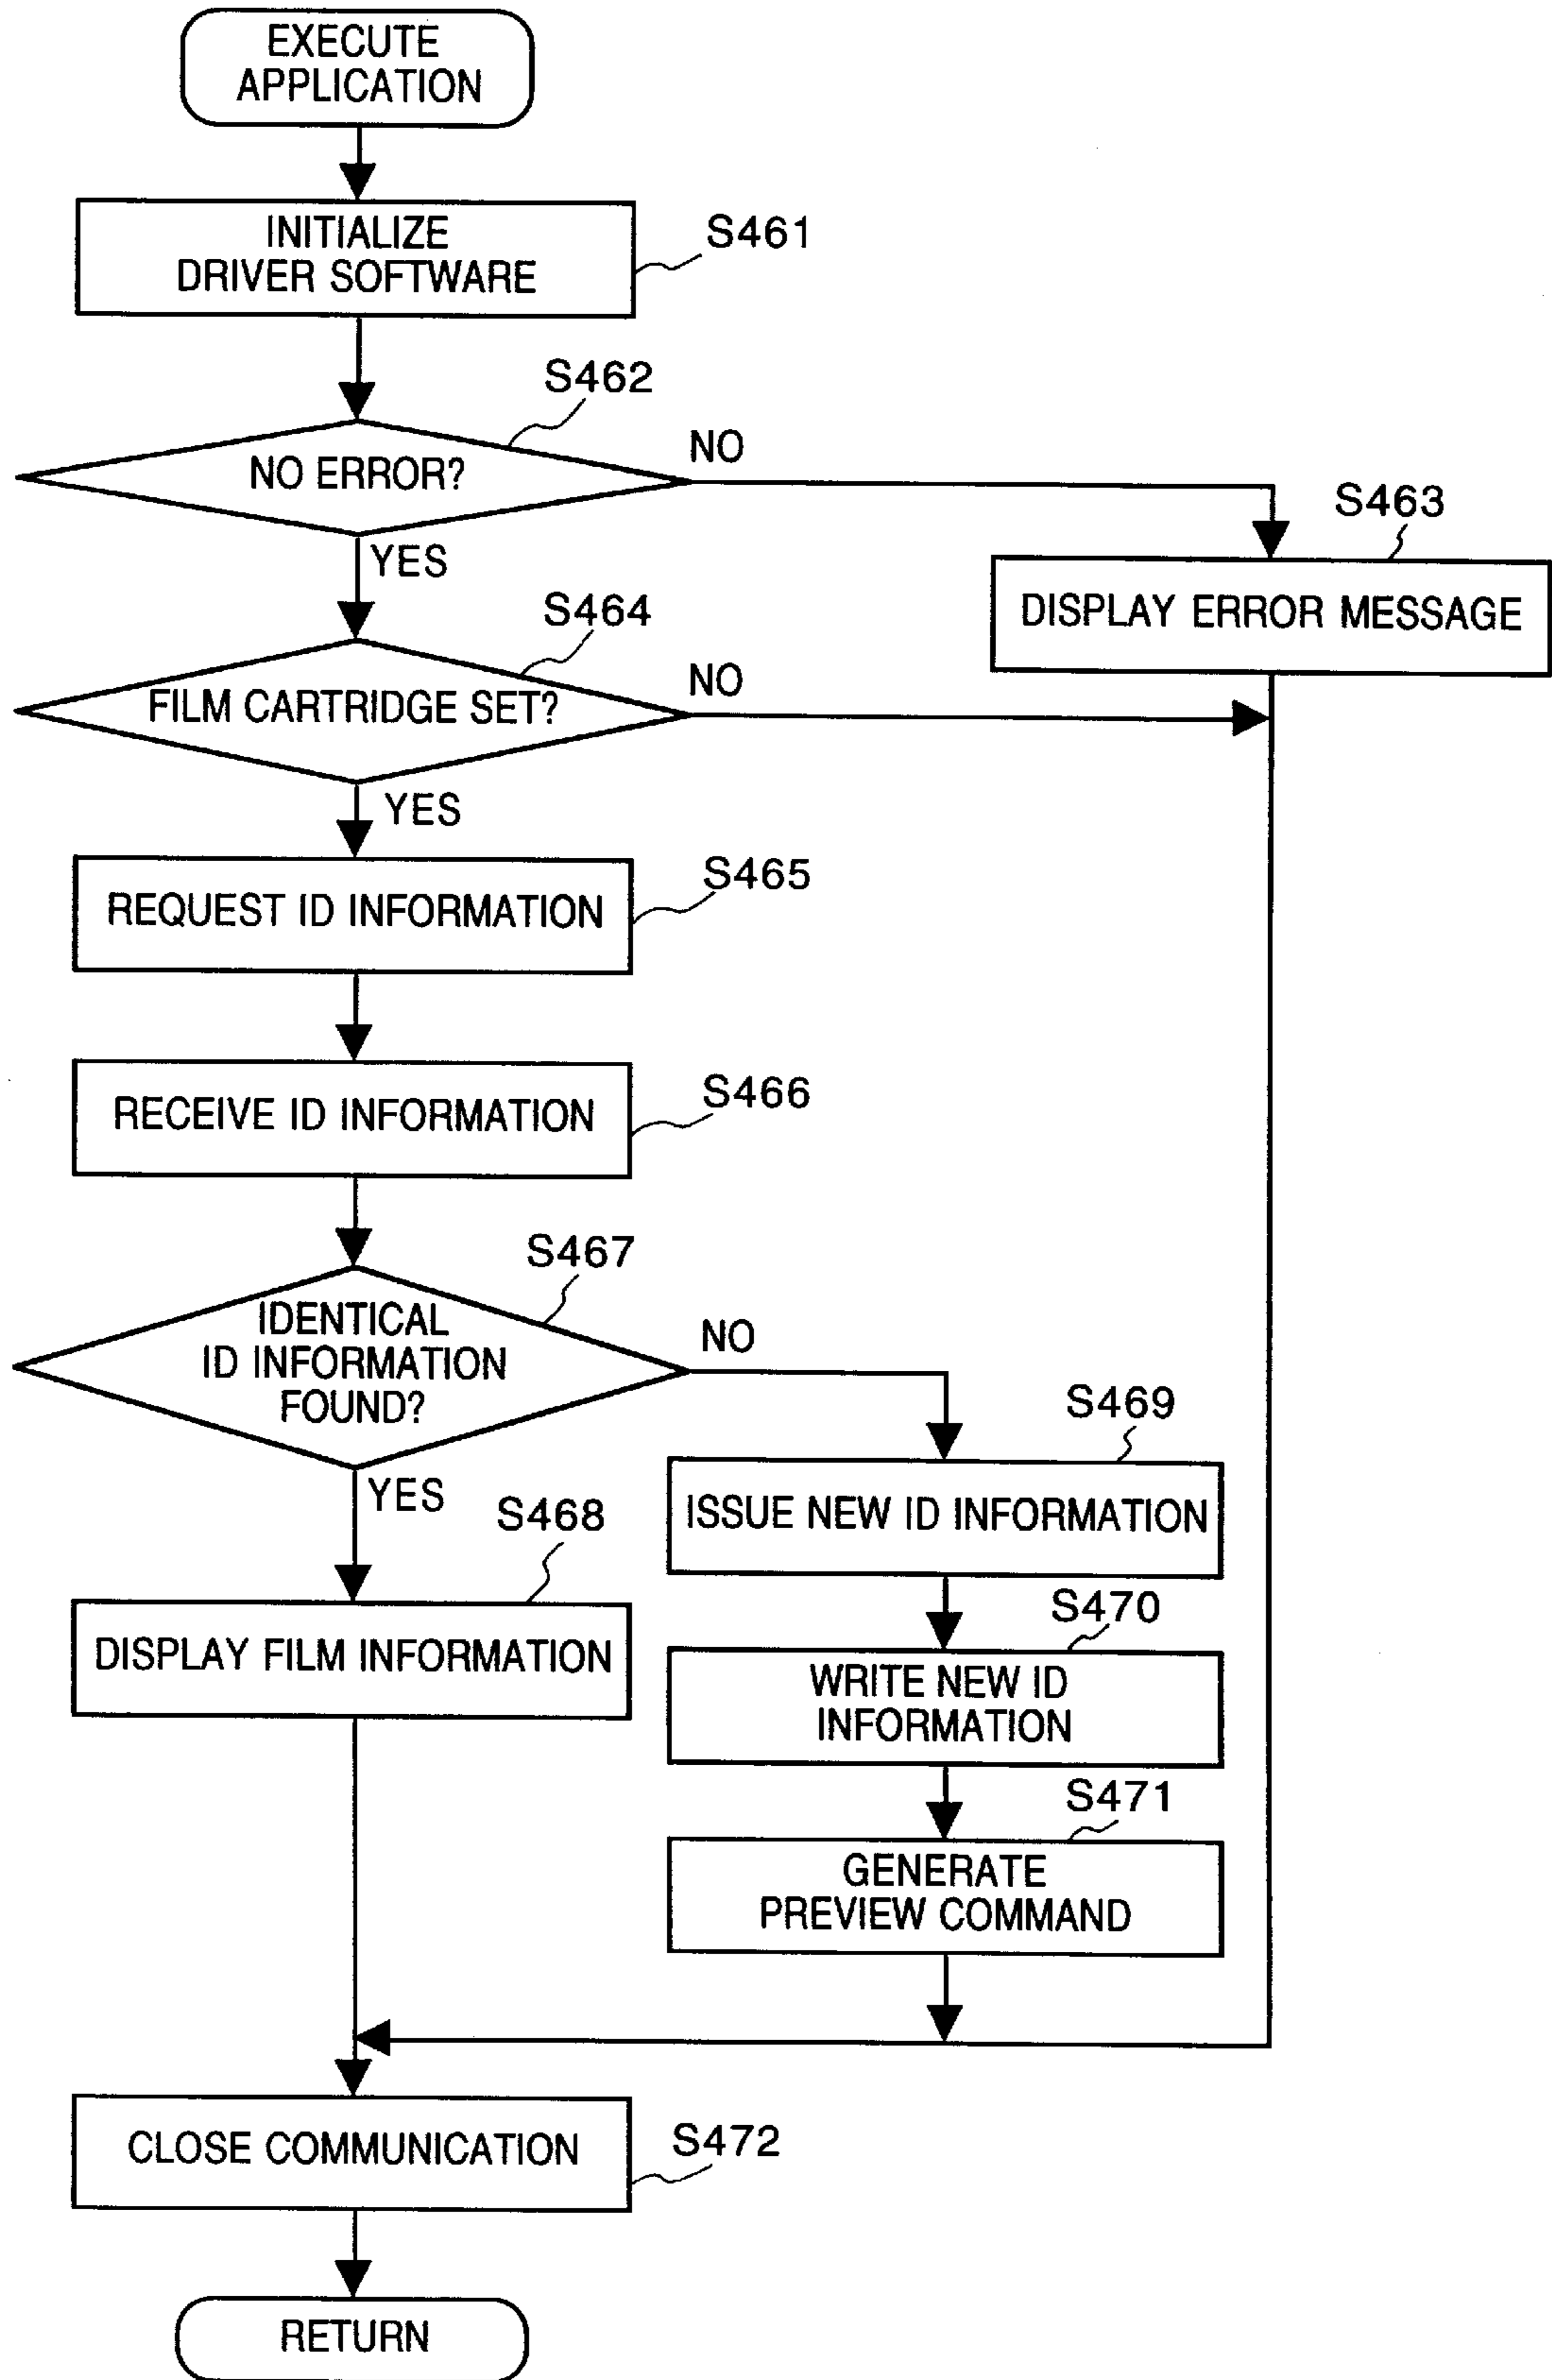 EXECUTE
APPLICATION
INITIALIZE
DRIVER SOFTWARE
S461
S462
NO ERROR?
NO
YES
S463
DISPLAY ERROR MESSAGE
S464
FILM CARTRIDGE SET?
NO
YES
REQUEST ID INFORMATION
S465
RECEIVE ID INFORMATION
S466
S467
IDENTICAL
ID INFORMATION
FOUND?
NO
YES
S468
DISPLAY FILM INFORMATION
S469
ISSUE NEW ID INFORMATION
S470
WRITE NEW ID
INFORMATION
S471
GENERATE
PREVIEW COMMAND
CLOSE COMMUNICATION
S472
RETURN